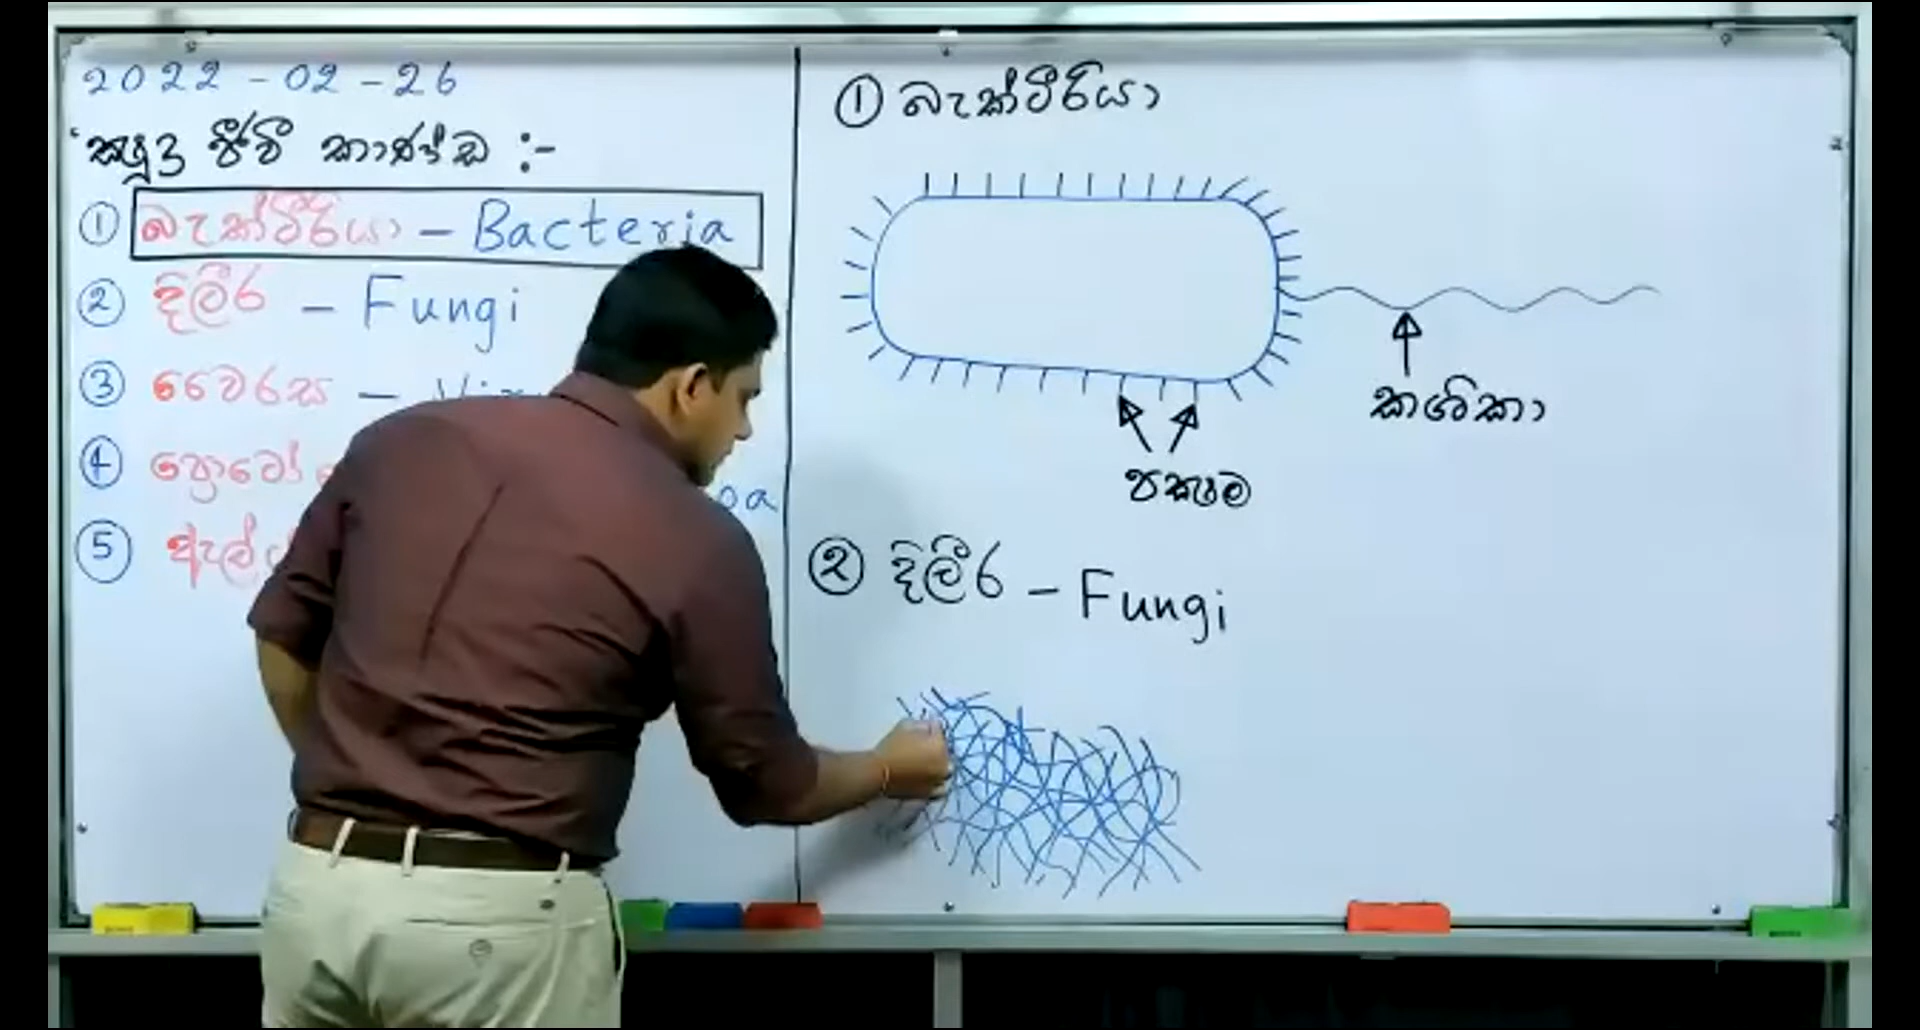 2022 - 02 - 26
ක්‍ෂුද්‍ර ජීවී කාණ්ඩ :-
① බැක්ටීරියා - Bacteria
② දිලීර - Fungi
③ වෛරස -
④
⑤
① බැක්ටීරියා
කශිකා
පක්‍ෂ්ම
② දිලීර - Fungi